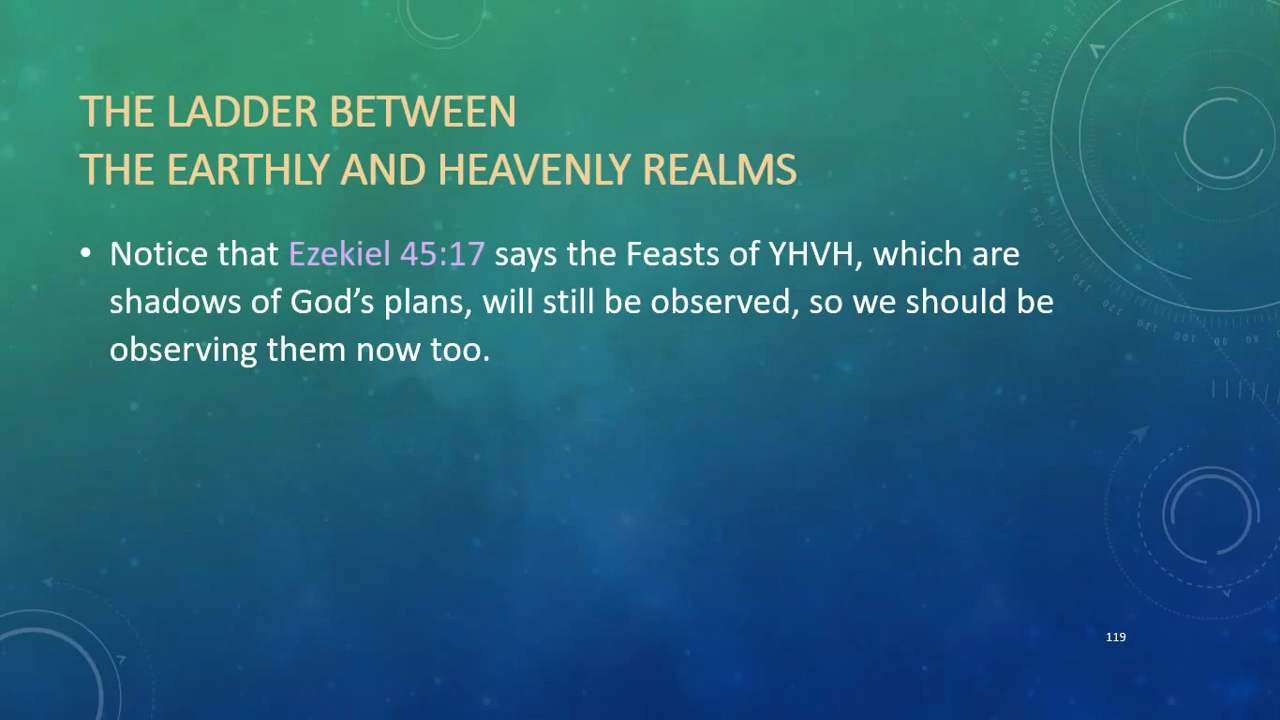 THE LADDER BETWEEN
THE EARTHLY AND HEAVENLY REALMS
• Notice that Ezekiel 45:17 says the Feasts of YHVH, which are
shadows of God’s plans, will still be observed, so we should be
observing them now too.
119